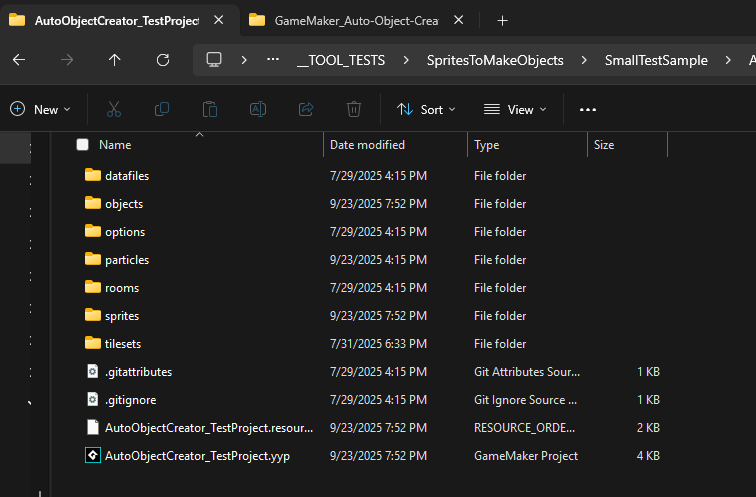 AutoObjectCreator_TestProject
GameMaker_Auto-Object-Crea
... __TOOL_TESTS > SpritesToMakeObjects > SmallTestSample > A
New Sort View ...
Name Date modified Type Size
datafiles 7/29/2025 4:15 PM File folder
objects 9/23/2025 7:52 PM File folder
options 7/29/2025 4:15 PM File folder
particles 9/23/2025 7:52 PM File folder
rooms 7/29/2025 4:15 PM File folder
sprites 9/23/2025 7:52 PM File folder
tilesets 7/31/2025 6:33 PM File folder
.gitattributes 7/29/2025 4:15 PM Git Attributes Sour... 1 KB
.gitignore 7/29/2025 4:15 PM Git Ignore Source ... 1 KB
AutoObjectCreator_TestProject.resour... 9/23/2025 7:52 PM RESOURCE_ORDE... 2 KB
AutoObjectCreator_TestProject.yyp 9/23/2025 7:52 PM GameMaker Project 4 KB